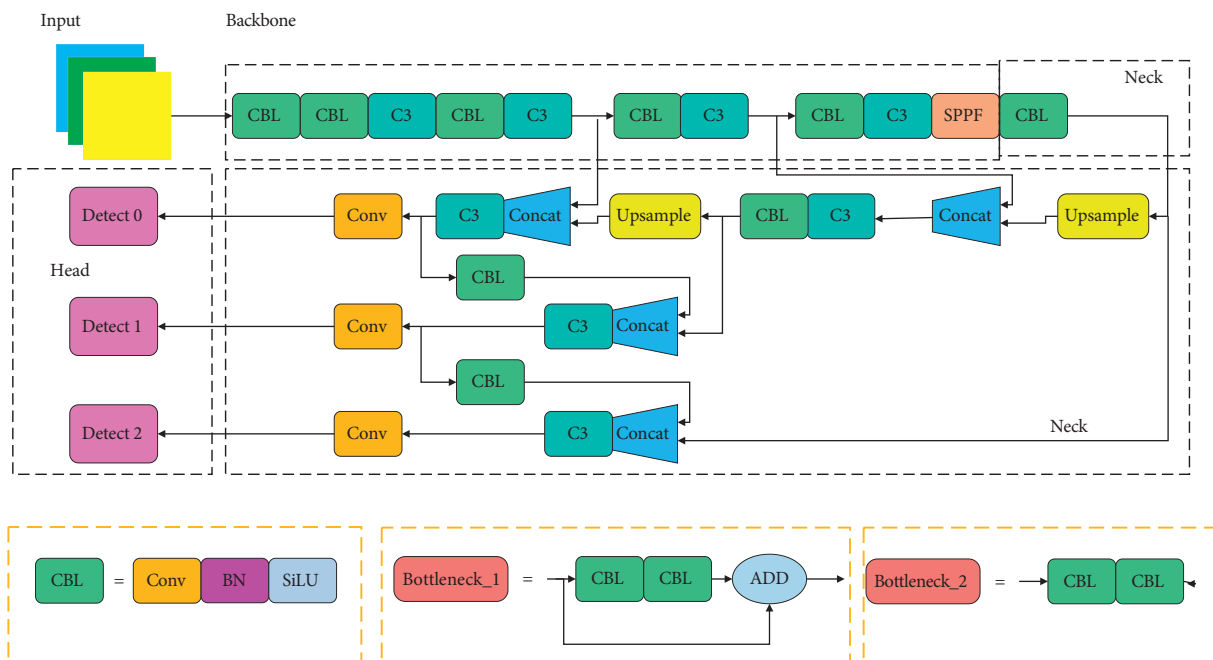 Input
Backbone
Neck
CBL CBL C3 CBL C3 CBL C3 CBL C3 SPPF CBL
Detect 0 Conv C3 Concat Upsample CBL C3 Concat Upsample
Head
CBL
Detect 1 Conv C3 Concat
CBL
Detect 2 Conv C3 Concat Neck
CBL = Conv BN SiLU
Bottleneck_1 = CBL CBL ADD
Bottleneck_2 = CBL CBL